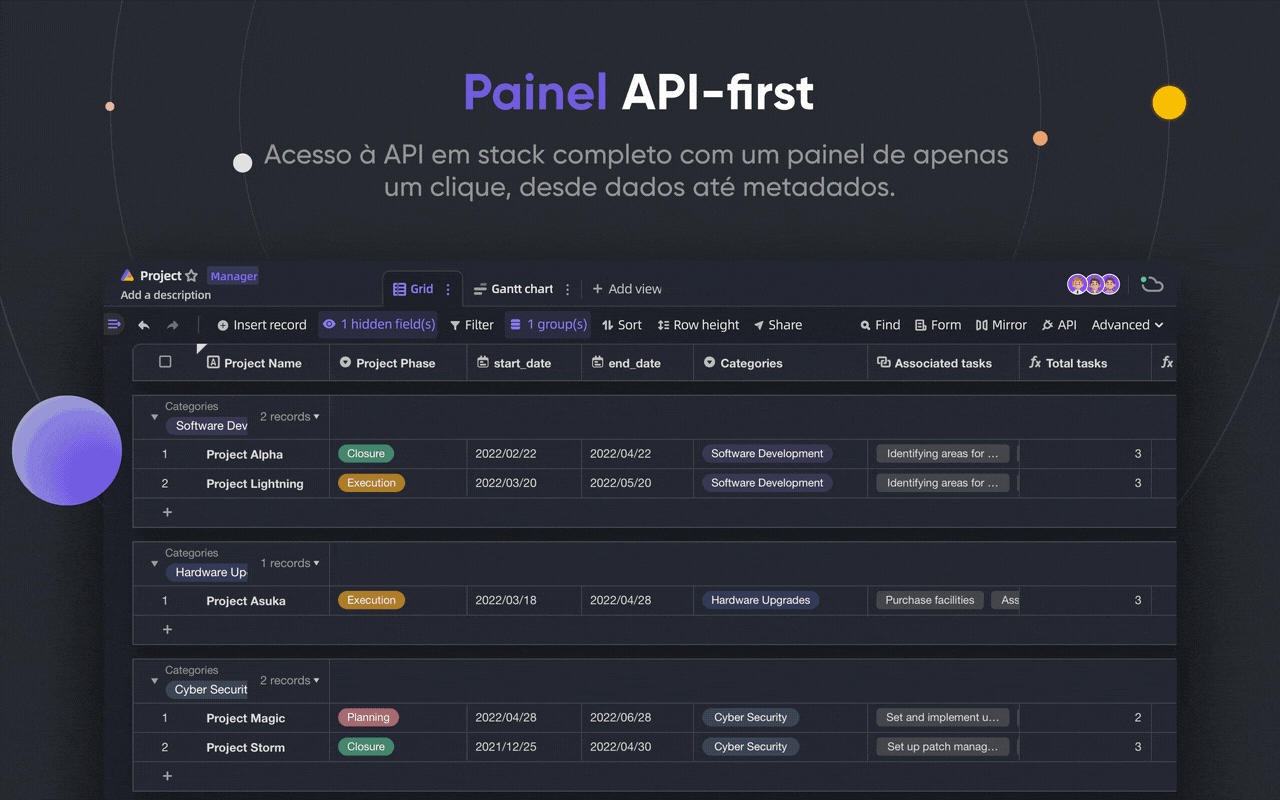 Painel API-first
Acesso à API em stack completo com um painel de apenas
um clique, desde dados até metadados.
Project Manager
Add a description
Grid Gantt chart + Add view
Insert record 1 hidden field(s) Filter 1 group(s) Sort Row height Share Find Form Mirror API Advanced
Project Name Project Phase start_date end_date Categories Associated tasks fx Total tasks fx
Categories
Software Dev 2 records
1 Project Alpha Closure 2022/02/22 2022/04/22 Software Development Identifying areas for ... 3
2 Project Lightning Execution 2022/03/20 2022/05/20 Software Development Identifying areas for ... 3
+
Categories
Hardware Up 1 records
1 Project Asuka Execution 2022/03/18 2022/04/28 Hardware Upgrades Purchase facilities Ass 3
+
Categories
Cyber Securit 2 records
1 Project Magic Planning 2022/04/28 2022/06/28 Cyber Security Set and implement u... 2
2 Project Storm Closure 2021/12/25 2022/04/30 Cyber Security Set up patch manag... 3
+